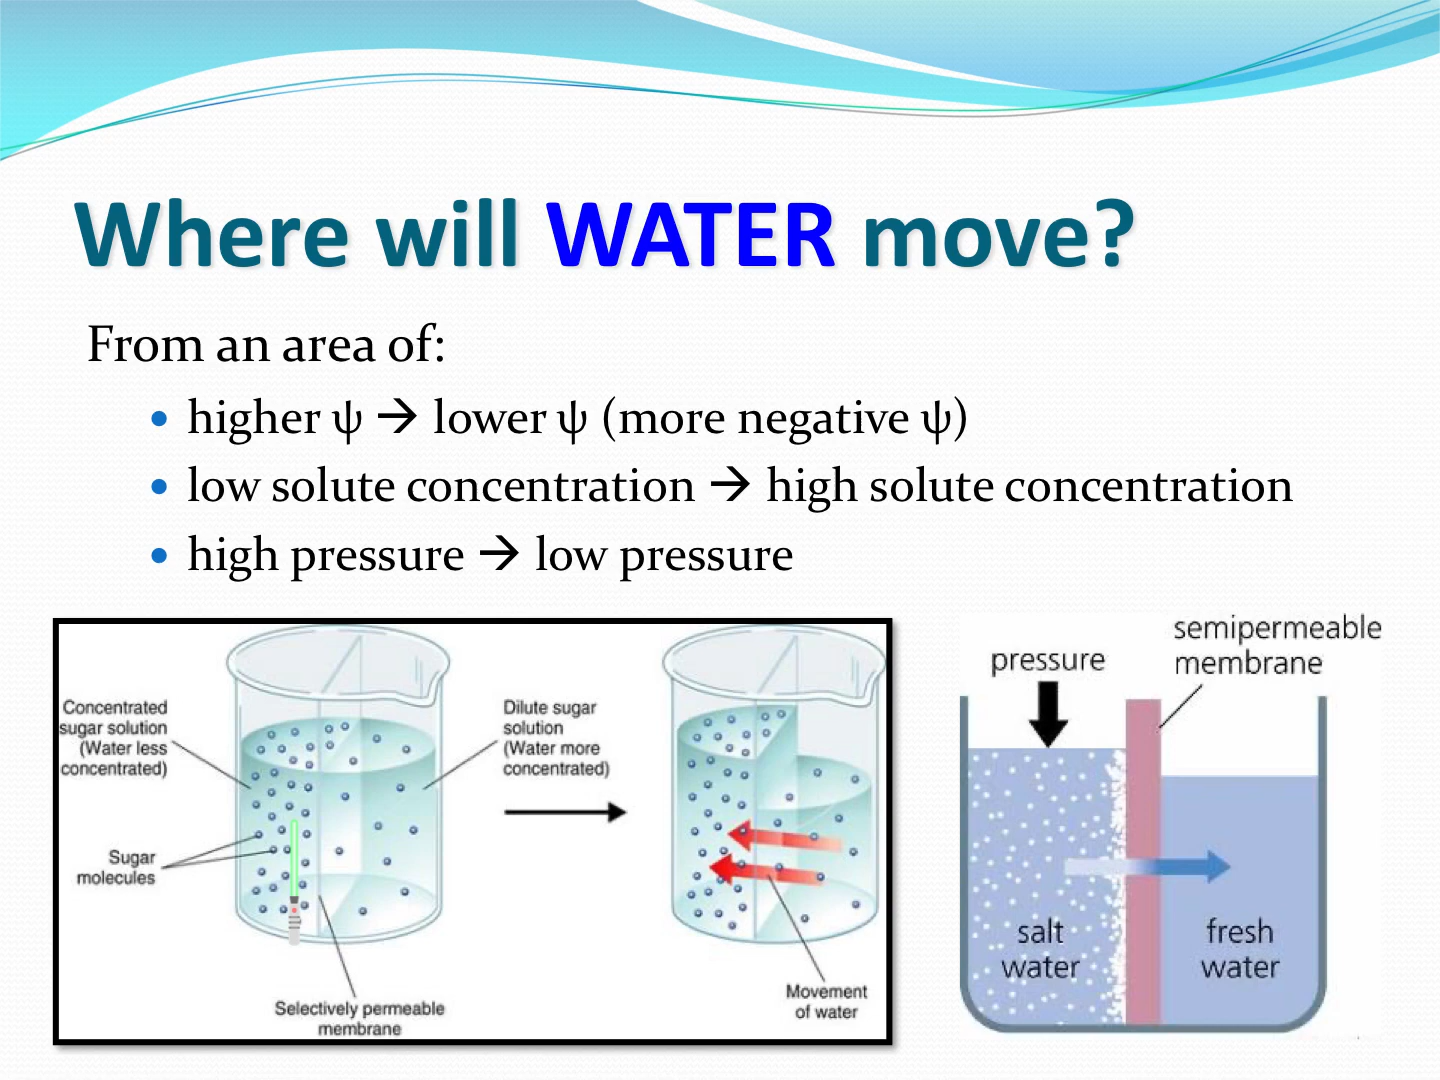 Where will WATER move?
From an area of:
• higher ψ → lower ψ (more negative ψ)
• low solute concentration → high solute concentration
• high pressure → low pressure
Concentrated
sugar solution
(Water less
concentrated)
Sugar
molecules
Selectively permeable
membrane
Dilute sugar
solution
(Water more
concentrated)
Movement
of water
pressure
semipermeable
membrane
salt
water
fresh
water